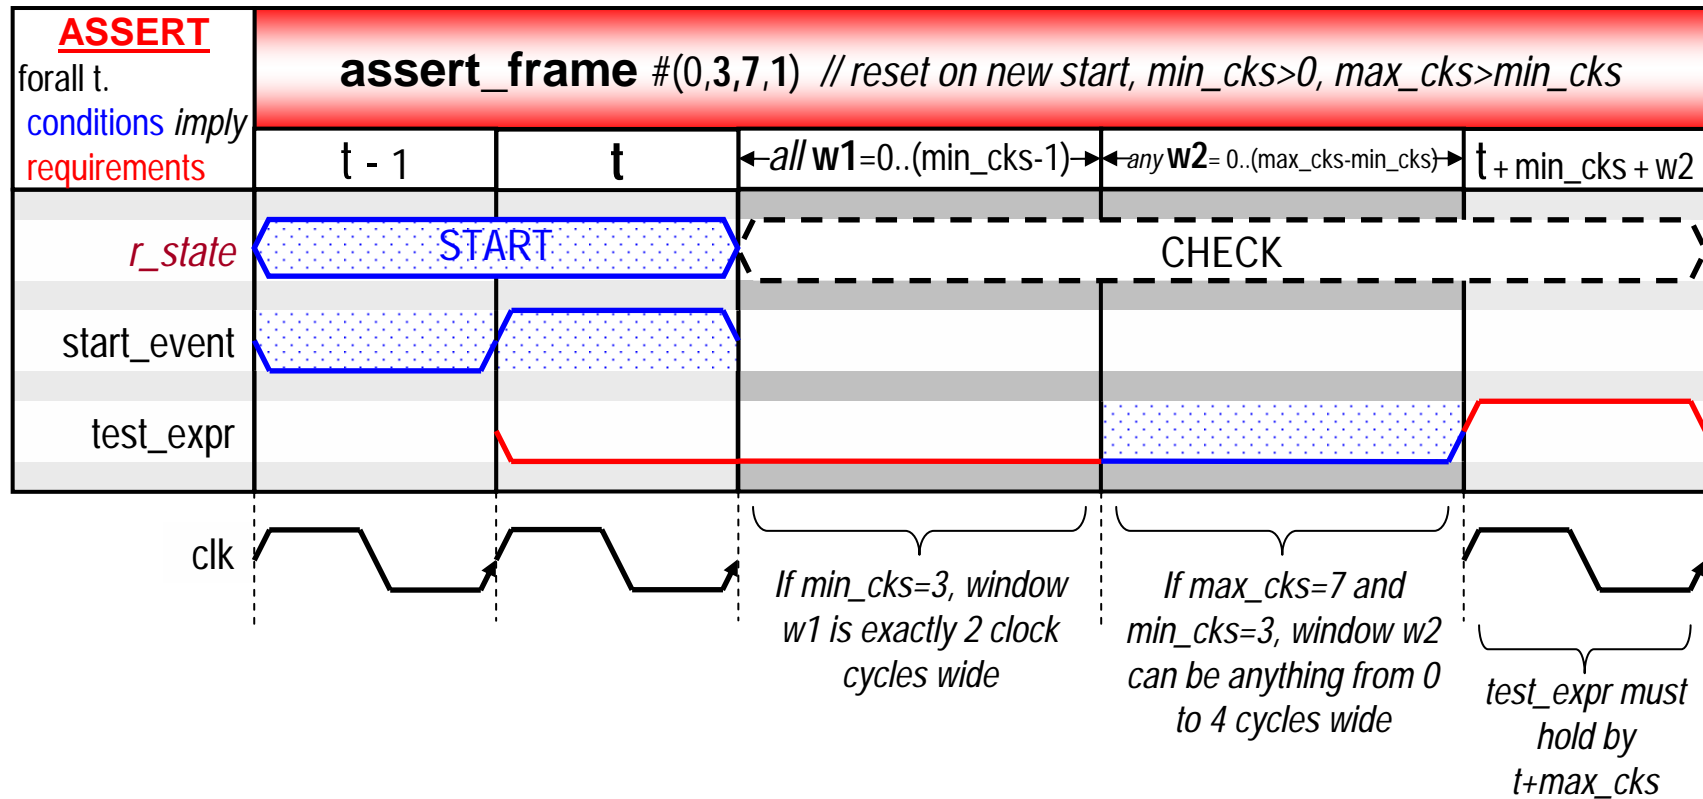 ASSERT
forall t.
conditions imply
requirements
assert_frame #(0,3,7,1) // reset on new start, min_cks>0, max_cks>min_cks
t - 1
t
all w1=0..(min_cks-1)
any w2= 0..(max_cks-min_cks)
t + min_cks + w2
r_state
START
CHECK
start_event
test_expr
clk
If min_cks=3, window
w1 is exactly 2 clock
cycles wide
If max_cks=7 and
min_cks=3, window w2
can be anything from 0
to 4 cycles wide
test_expr must
hold by
t+max_cks